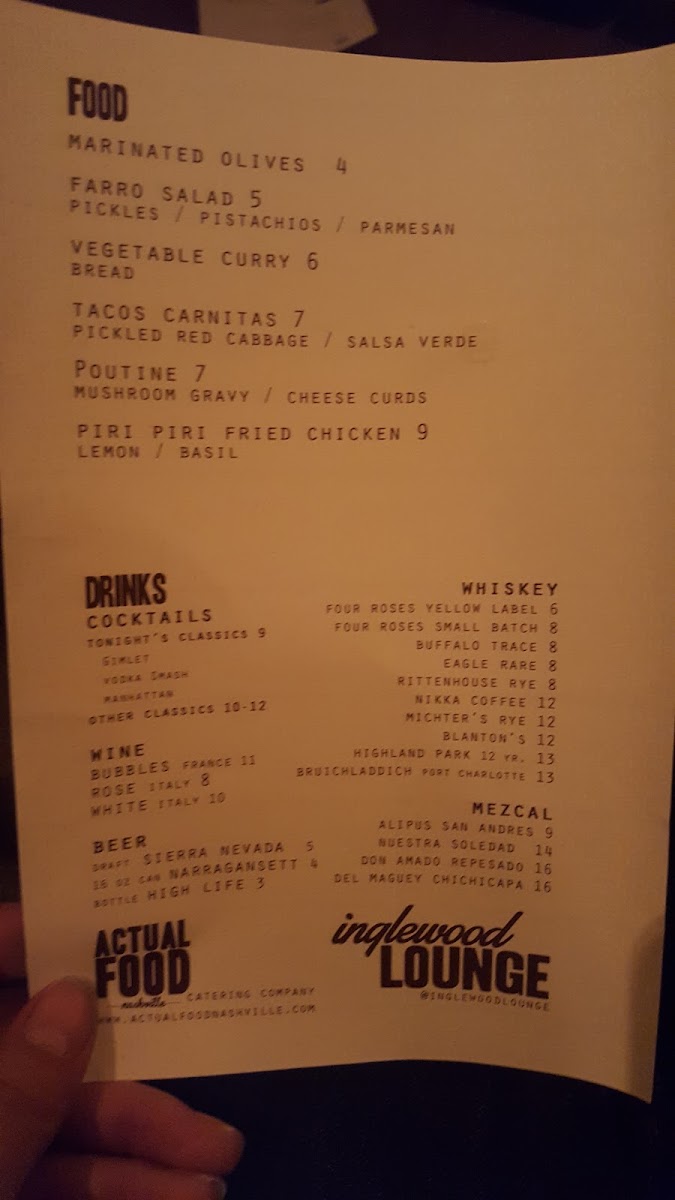 FOOD
MARINATED OLIVES 4
FARRO SALAD 5
PICKLES / PISTACHIOS / PARMESAN
VEGETABLE CURRY 6
BREAD
TACOS CARNITAS 7
PICKLED RED CABBAGE / SALSA VERDE
POUTINE 7
MUSHROOM GRAVY / CHEESE CURDS
PIRI PIRI FRIED CHICKEN 9
LEMON / BASIL
DRINKS
COCKTAILS
TONIGHT'S CLASSICS 9
GIMLET
VODKA SMASH
MANHATTAN
OTHER CLASSICS 10-12
WINE
BUBBLES FRANCE 11
ROSE ITALY 8
WHITE ITALY 10
BEER
DRAFT SIERRA NEVADA 5
16 OZ CAN NARRAGANSETT 4
BOTTLE HIGH LIFE 3
WHISKEY
FOUR ROSES YELLOW LABEL 6
FOUR ROSES SMALL BATCH 8
BUFFALO TRACE 8
EAGLE RARE 8
RITTENHOUSE RYE 8
NIKKA COFFEE 12
MICHTER'S RYE 12
BLANTON'S 12
HIGHLAND PARK 12 YR. 13
BRUICHLADDICH PORT CHARLOTTE 13
MEZCAL
ALIPUS SAN ANDRES 9
NUESTRA SOLEDAD 14
DON AMADO REPESADO 16
DEL MAGUEY CHICHICAPA 16
ACTUAL
FOOD
nashville CATERING COMPANY
WWW.ACTUALFOODNASHVILLE.COM
inglewood
LOUNGE
@INGLEWOODLOUNGE